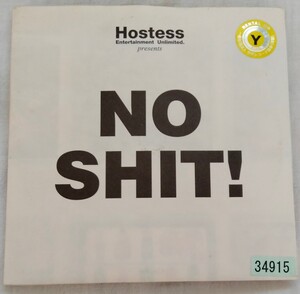 Hostess
Entertainment Unlimited.
presents
NO
SHIT!
Y
34915